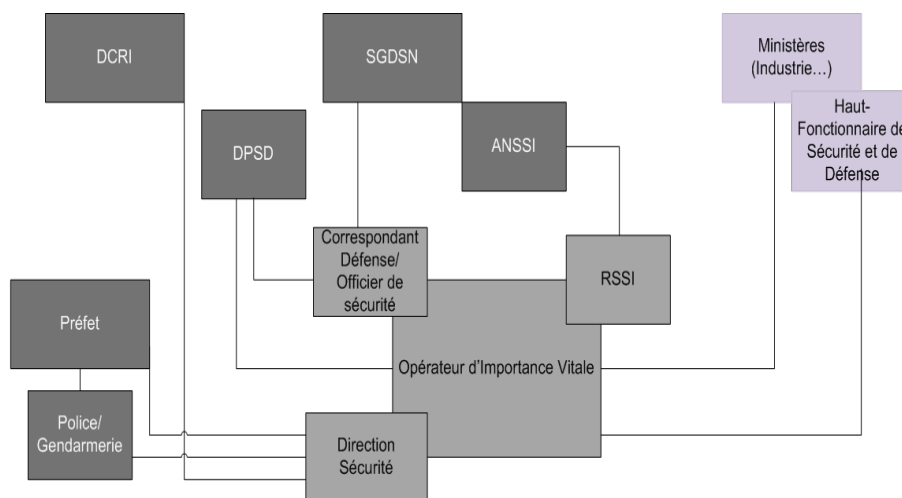 DCRI
SGDSN
Ministères
(Industrie…)
Haut-
Fonctionnaire de
Sécurité et de
Défense
DPSD
ANSSI
Correspondant
Défense/
Officier de
sécurité
RSSI
Préfet
Opérateur d'Importance Vitale
Police/
Gendarmerie
Direction
Sécurité